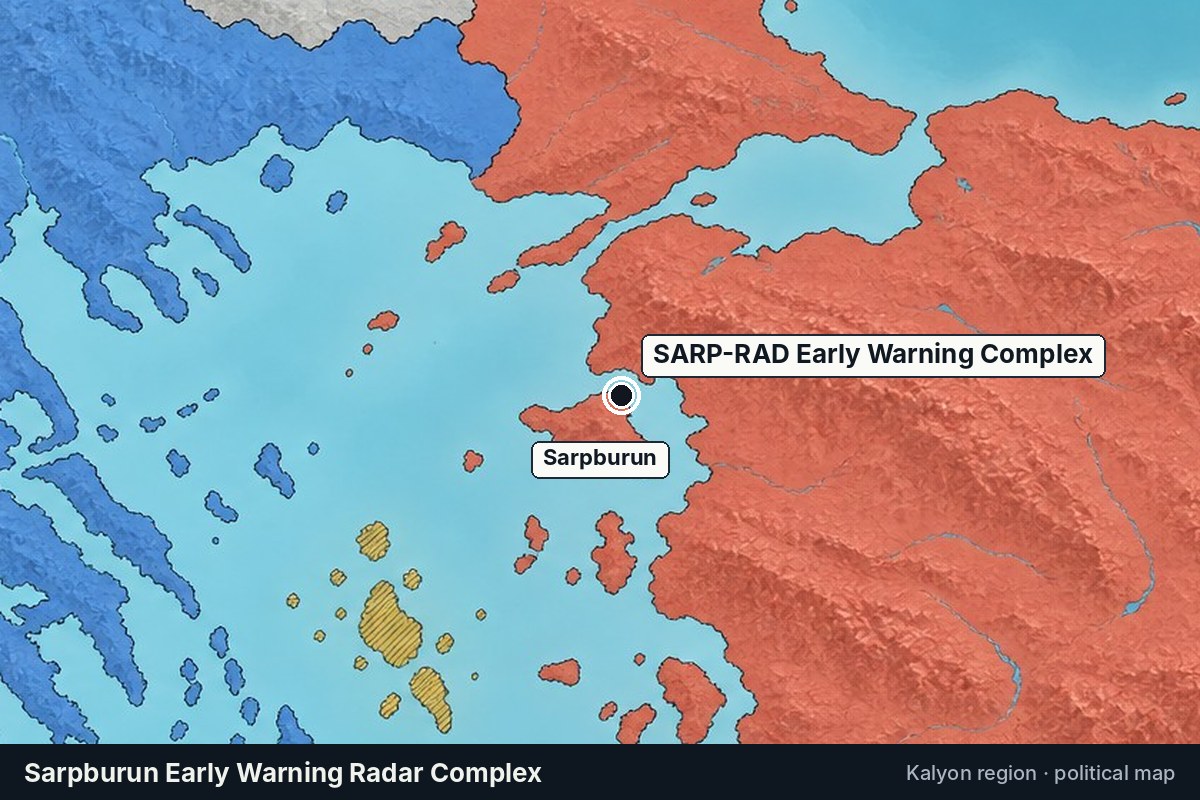 SARP-RAD Early Warning Complex
Sarpburun
Sarpburun Early Warning Radar Complex
Kalyon region · political map